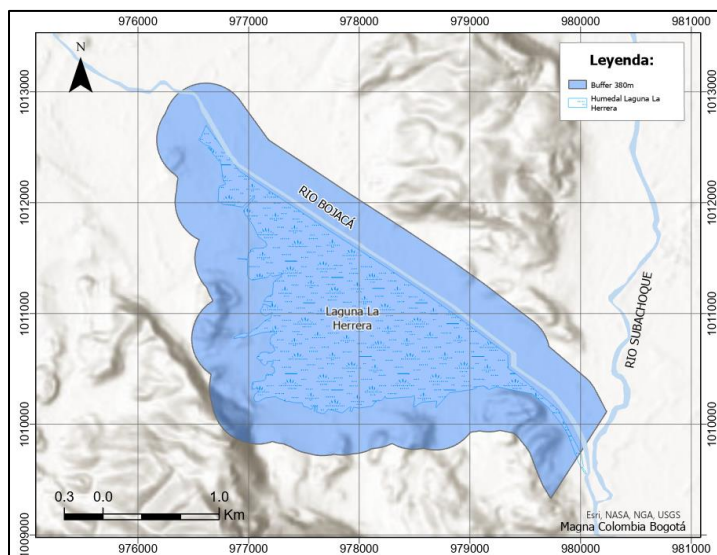 976000 977000 978000 979000 980000 981000
N
Leyenda:
Buffer 380m
Humedal Laguna La
Herrera
1013000 1013000
1012000 1012000
RIO BOJACÁ
1011000 1011000
Laguna La
Herrera
RIO SUBACHOQUE
1010000 1010000
0.3 0.0 1.0
Km
Esri, NASA, NGA, USGS
Magna Colombia Bogotá
1009000 1009000
976000 977000 978000 979000 980000 981000